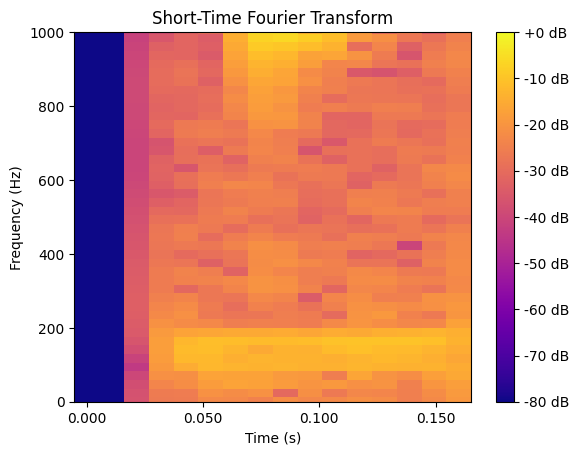 Short-Time Fourier Transform
1000
800
600
400
200
0
Frequency (Hz)
0.000
0.050
0.100
0.150
Time (s)
+0 dB
-10 dB
-20 dB
-30 dB
-40 dB
-50 dB
-60 dB
-70 dB
-80 dB